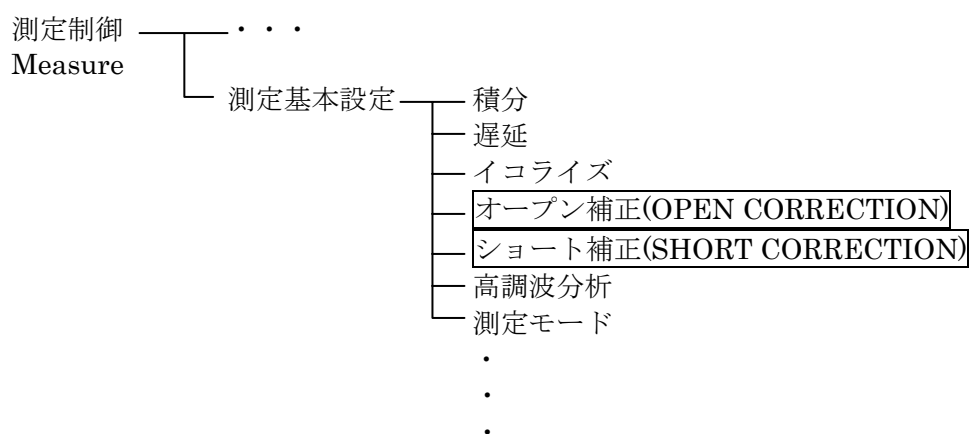 測定制御 ・・・
Measure
測定基本設定 積分
遅延
イコライズ
オープン補正(OPEN CORRECTION)
ショート補正(SHORT CORRECTION)
高調波分析
測定モード
・
・
・